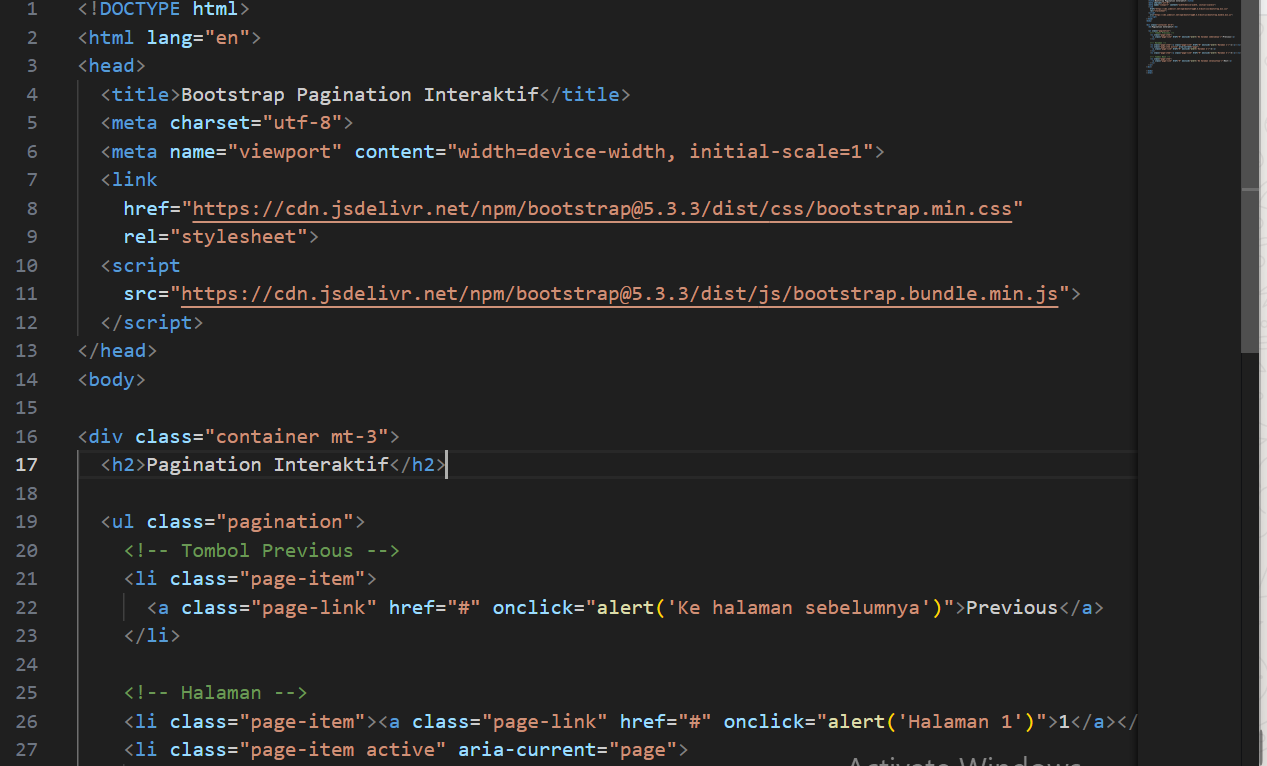 1 <!DOCTYPE html>
2 <html lang="en">
3 <head>
4 <title>Bootstrap Pagination Interaktif</title>
5 <meta charset="utf-8">
6 <meta name="viewport" content="width=device-width, initial-scale=1">
7 <link
8 href="https://cdn.jsdelivr.net/npm/bootstrap@5.3.3/dist/css/bootstrap.min.css"
9 rel="stylesheet">
10 <script
11 src="https://cdn.jsdelivr.net/npm/bootstrap@5.3.3/dist/js/bootstrap.bundle.min.js">
12 </script>
13 </head>
14 <body>
15
16 <div class="container mt-3">
17 <h2>Pagination Interaktif</h2>
18
19 <ul class="pagination">
20 <!-- Tombol Previous -->
21 <li class="page-item">
22 <a class="page-link" href="#" onclick="alert('Ke halaman sebelumnya')">Previous</a>
23 </li>
24
25 <!-- Halaman -->
26 <li class="page-item"><a class="page-link" href="#" onclick="alert('Halaman 1')">1</a></
27 <li class="page-item active" aria-current="page">
Activate Windows